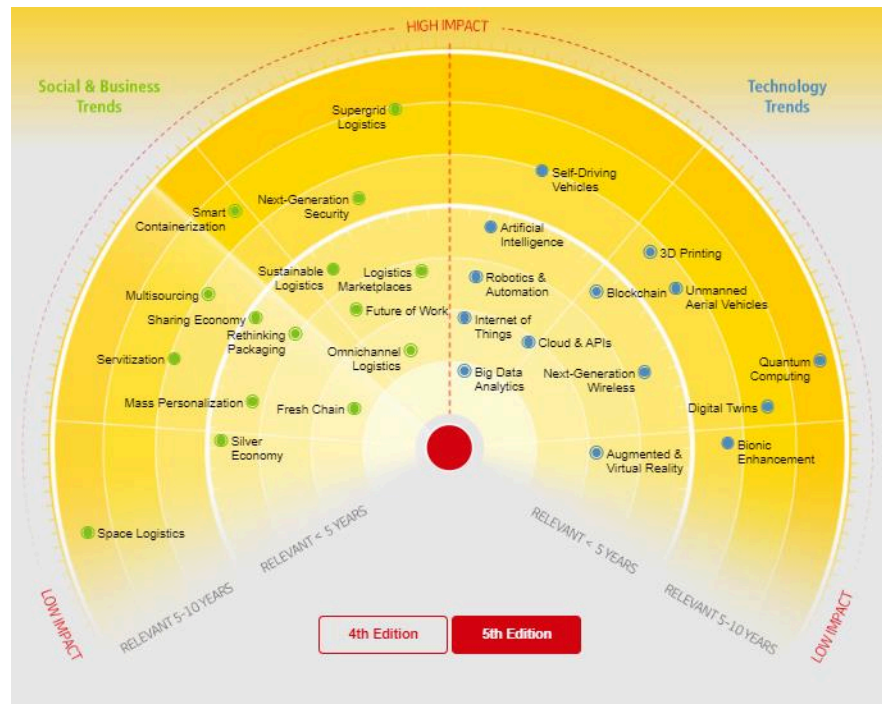 HIGH IMPACT
Social & Business
Trends
Technology
Trends
Supergrid
Logistics
Self-Driving
Vehicles
Next-Generation
Security
Smart
Containerization
Artificial
Intelligence
3D Printing
Sustainable
Logistics
Logistics
Marketplaces
Robotics &
Automation
Blockchain
Unmanned
Aerial Vehicles
Multisourcing
Sharing Economy
Future of Work
Internet of
Things
Rethinking
Packaging
Cloud & APIs
Servitization
Omnichannel
Logistics
Big Data
Analytics
Next-Generation
Wireless
Quantum
Computing
Mass Personalization
Fresh Chain
Digital Twins
Silver
Economy
Augmented &
Virtual Reality
Bionic
Enhancement
Space Logistics
RELEVANT < 5 YEARS
RELEVANT < 5 YEARS
RELEVANT 5-10 YEARS
RELEVANT 5-10 YEARS
LOW IMPACT
LOW IMPACT
4th Edition
5th Edition